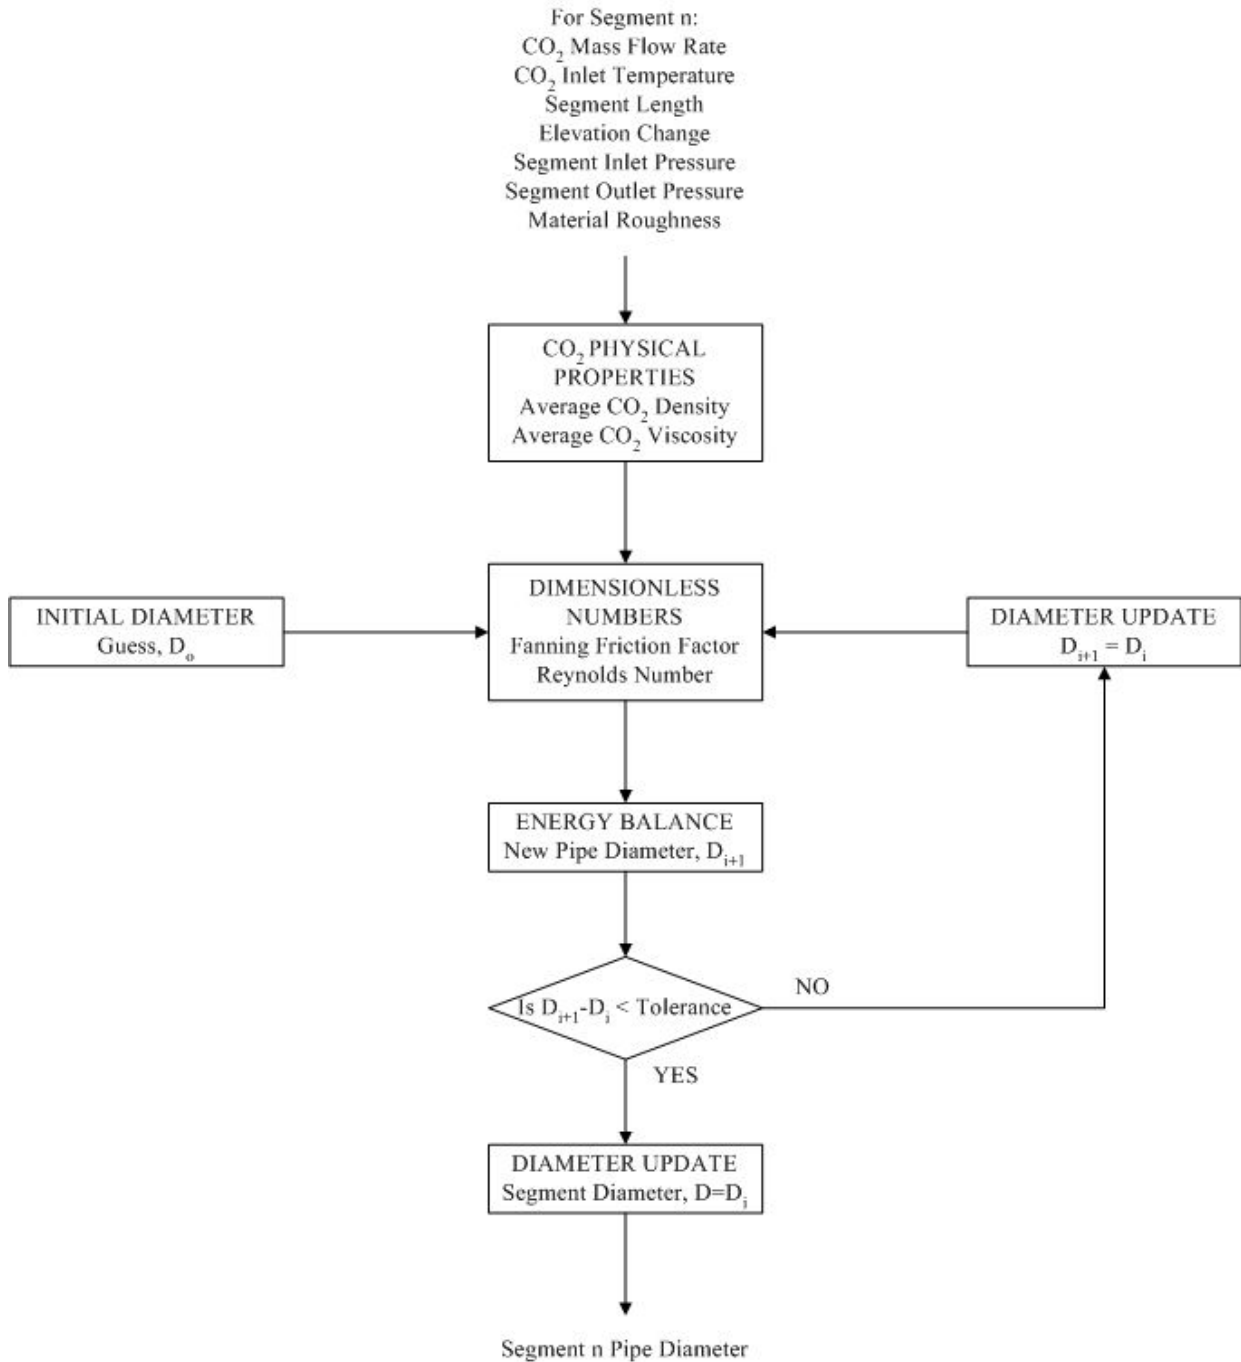 For Segment n:
CO₂ Mass Flow Rate
CO₂ Inlet Temperature
Segment Length
Elevation Change
Segment Inlet Pressure
Segment Outlet Pressure
Material Roughness
CO₂ PHYSICAL
PROPERTIES
Average CO₂ Density
Average CO₂ Viscosity
INITIAL DIAMETER
Guess, Dₒ
DIMENSIONLESS
NUMBERS
Fanning Friction Factor
Reynolds Number
DIAMETER UPDATE
Dᵢ₊₁ = Dᵢ
ENERGY BALANCE
New Pipe Diameter, Dᵢ₊₁
Is Dᵢ₊₁-Dᵢ < Tolerance
NO
YES
DIAMETER UPDATE
Segment Diameter, D=Dᵢ
Segment n Pipe Diameter